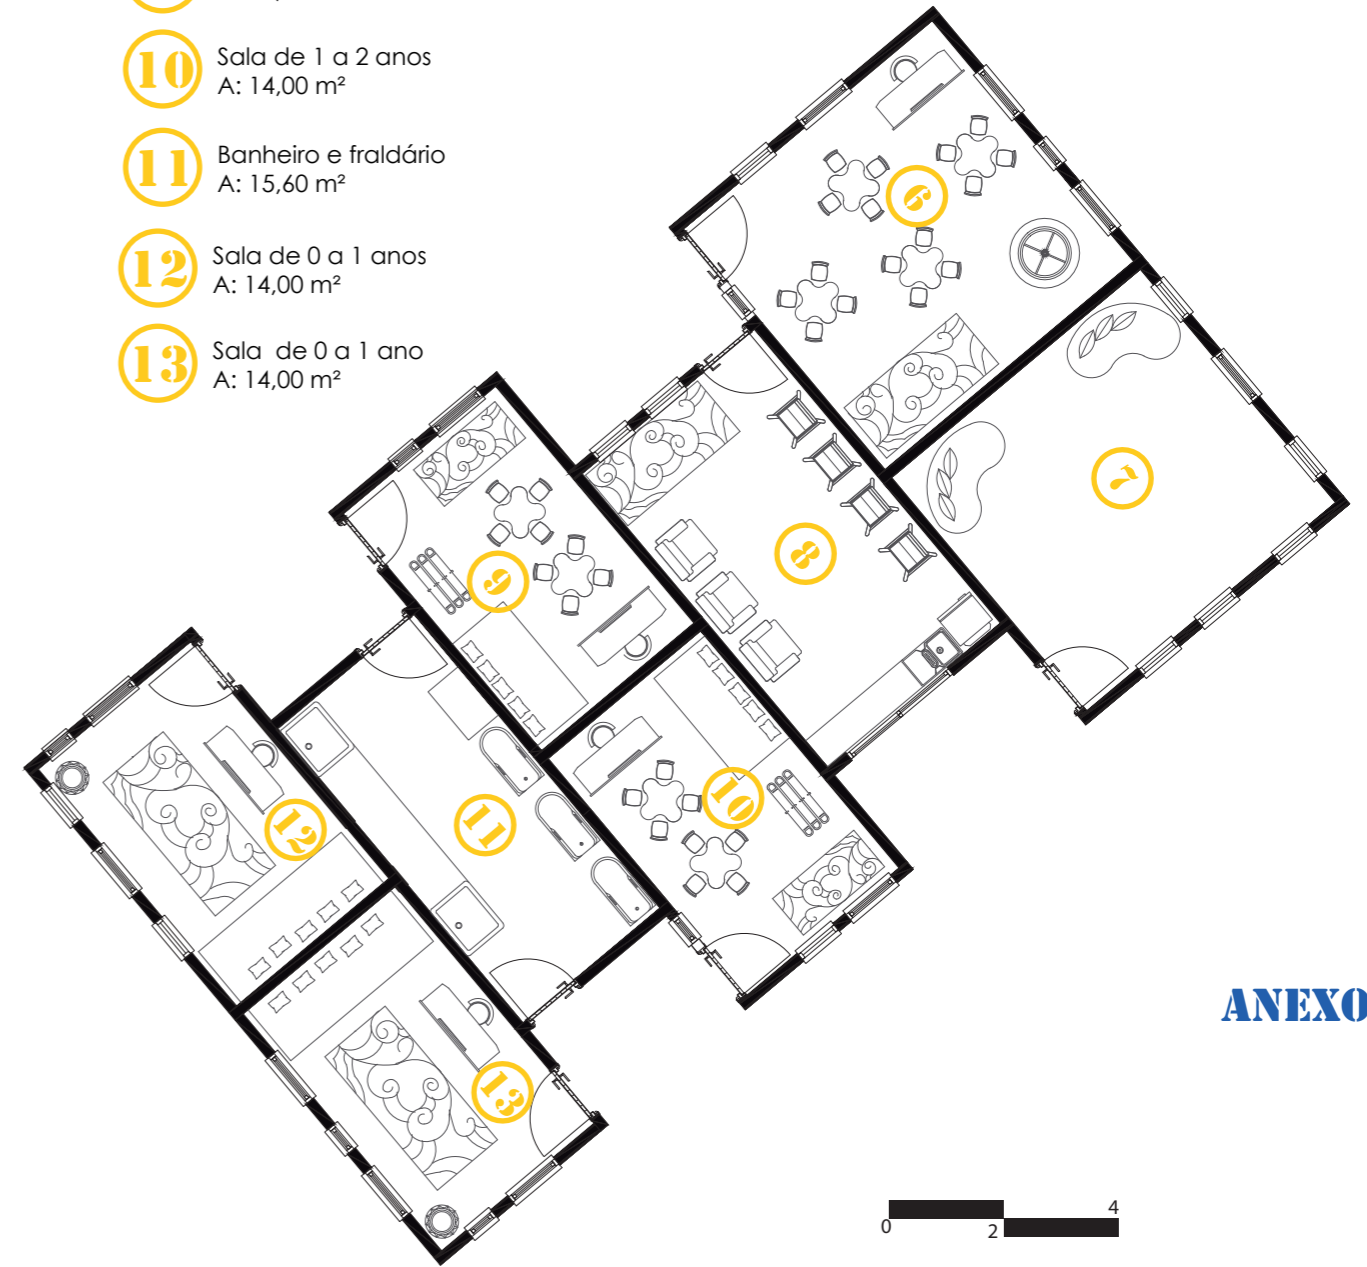 10
Sala de 1 a 2 anos
A: 14,00 m²
11
Banheiro e fraldário
A: 15,60 m²
12
Sala de 0 a 1 anos
A: 14,00 m²
13
Sala de 0 a 1 ano
A: 14,00 m²
6
7
8
9
10
11
12
13
ANEXO
0
2
4